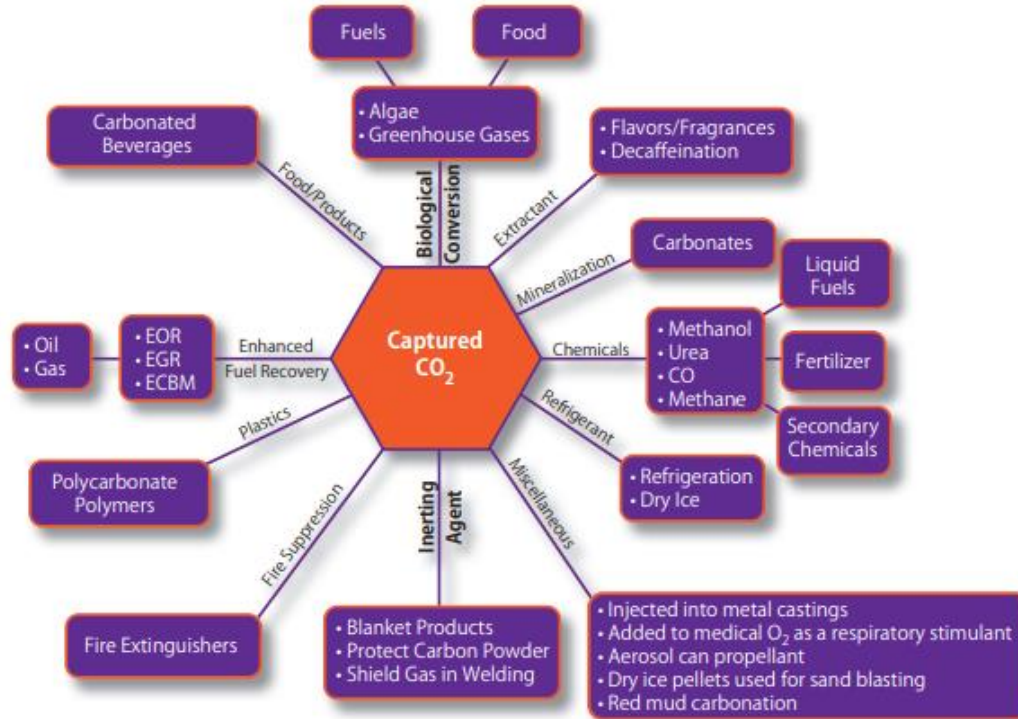 Fuels
Food
• Algae
• Greenhouse Gases
Carbonated
Beverages
• Flavors/Fragrances
• Decaffeination
Food/Products
Biological
Conversion
Extractant
Mineralization
Carbonates
Liquid
Fuels
• Oil
• Gas
• EOR
• EGR
• ECBM
Enhanced
Fuel Recovery
Captured
CO₂
Chemicals
• Methanol
• Urea
• CO
• Methane
Fertilizer
Secondary
Chemicals
Plastics
Polycarbonate
Polymers
Refrigerant
• Refrigeration
• Dry Ice
Fire Suppression
Inerting
Agent
Miscellaneous
Fire Extinguishers
• Blanket Products
• Protect Carbon Powder
• Shield Gas in Welding
• Injected into metal castings
• Added to medical O₂ as a respiratory stimulant
• Aerosol can propellant
• Dry ice pellets used for sand blasting
• Red mud carbonation